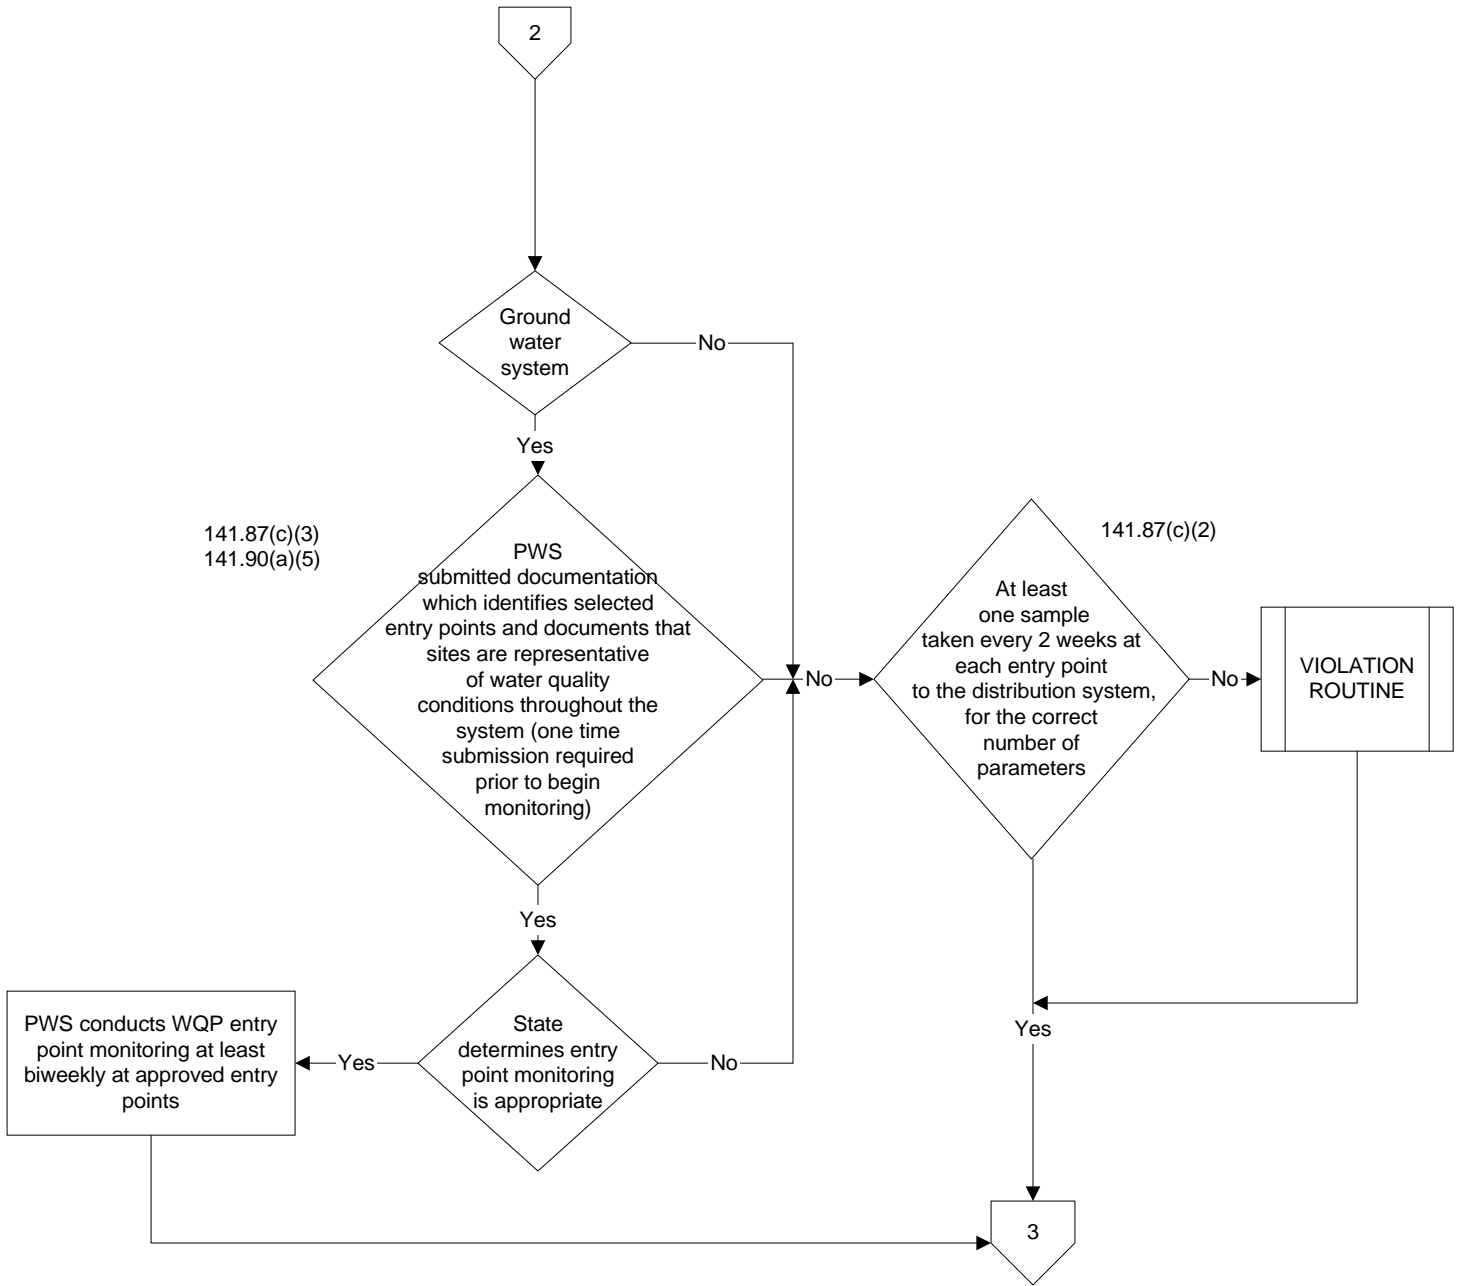 2
Ground
water
system
No
Yes
141.87(c)(3)
141.90(a)(5)
PWS
submitted documentation
which identifies selected
entry points and documents that
sites are representative
of water quality
conditions throughout the
system (one time
submission required
prior to begin
monitoring)
No
141.87(c)(2)
At least
one sample
taken every 2 weeks at
each entry point
to the distribution system,
for the correct
number of
parameters
No
VIOLATION
ROUTINE
Yes
State
determines entry
point monitoring
is appropriate
No
Yes
PWS conducts WQP entry
point monitoring at least
biweekly at approved entry
points
Yes
3